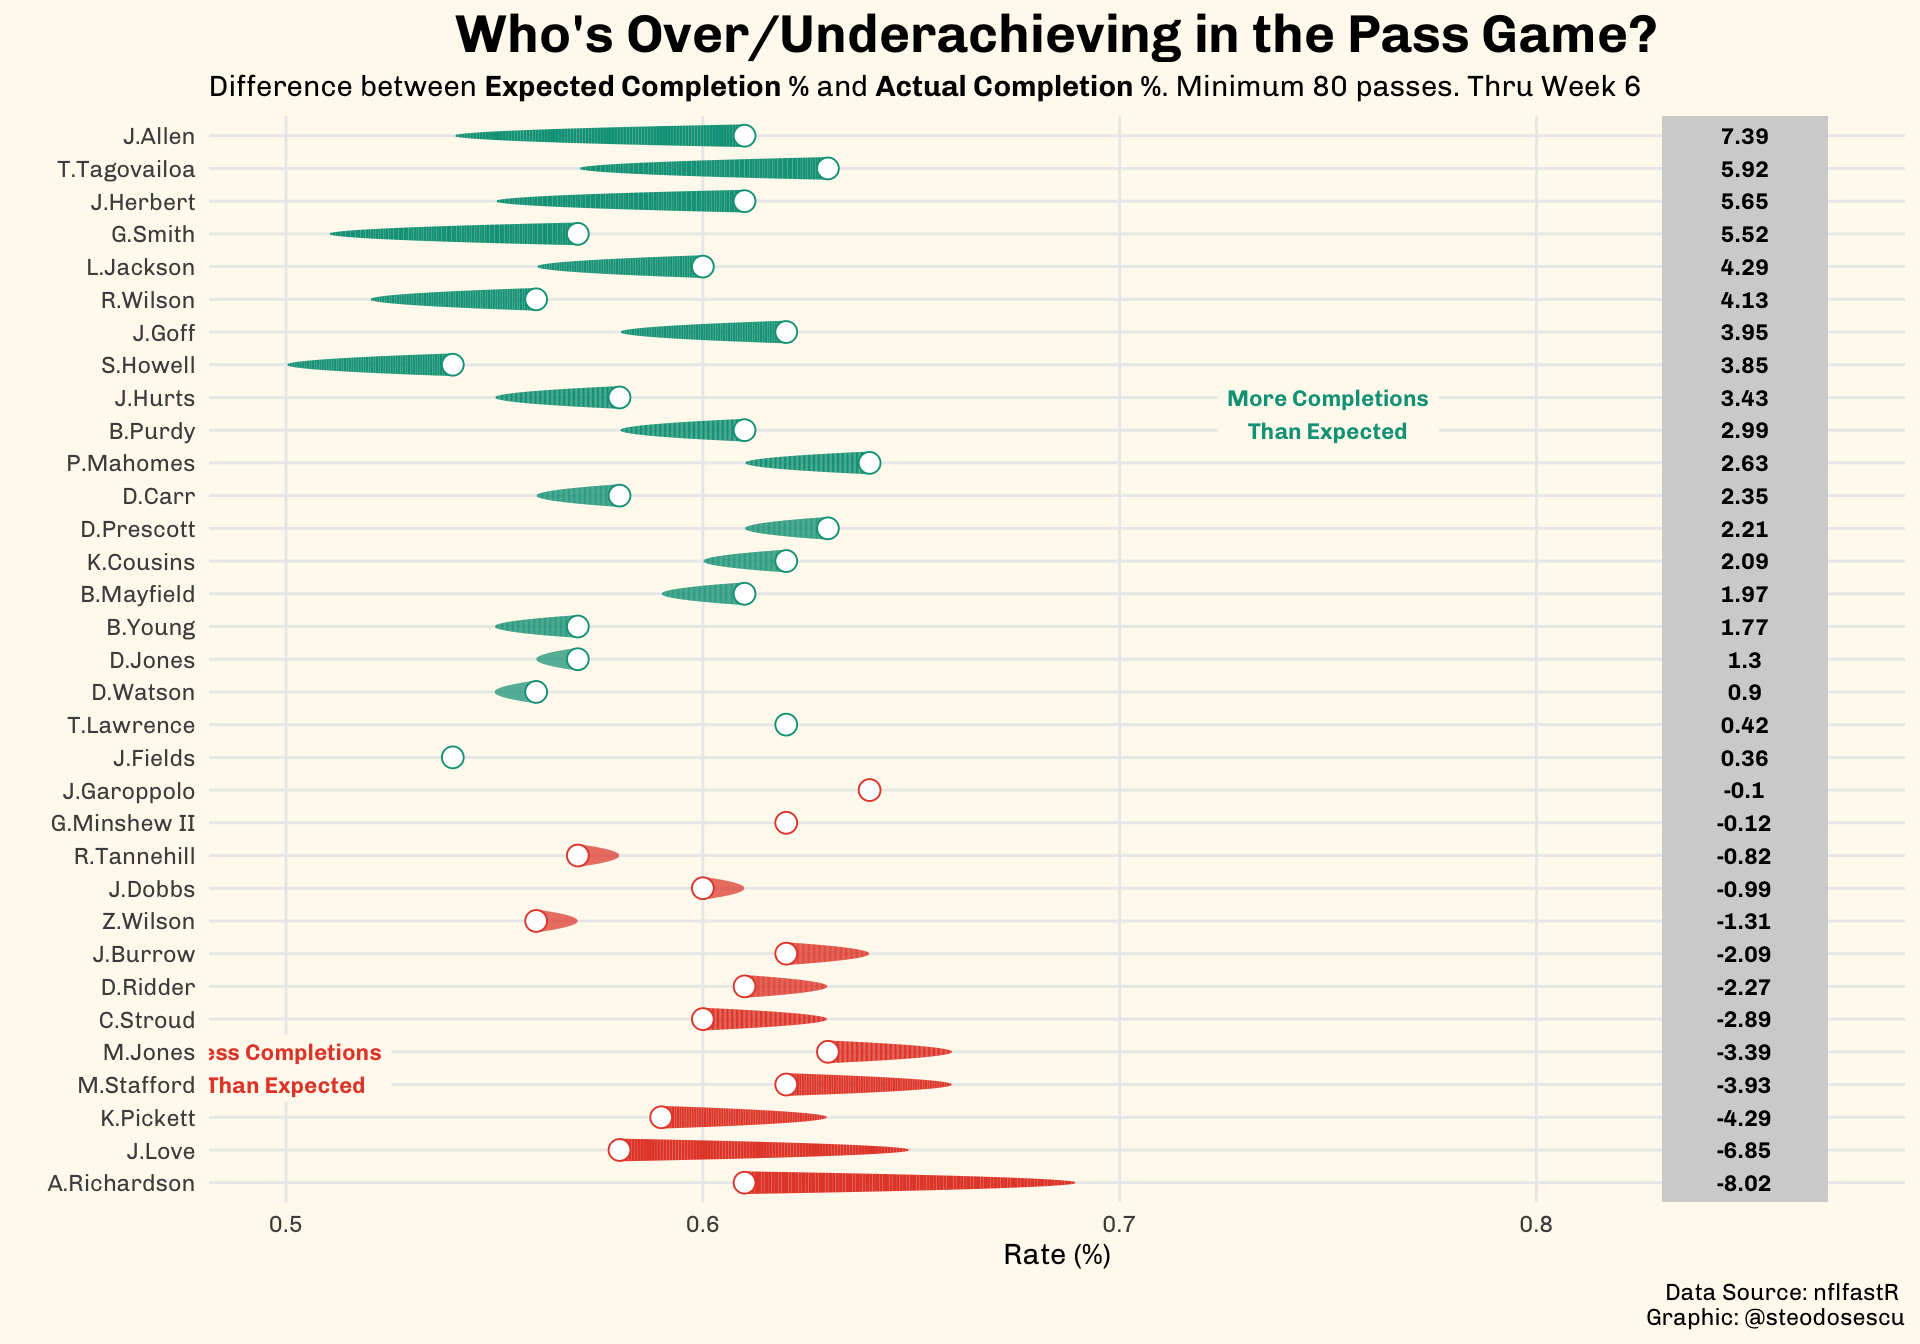 Who's Over/Underachieving in the Pass Game?
Difference between Expected Completion % and Actual Completion %. Minimum 80 passes. Thru Week 6
J.Allen 7.39
T.Tagovailoa 5.92
J.Herbert 5.65
G.Smith 5.52
L.Jackson 4.29
R.Wilson 4.13
J.Goff 3.95
S.Howell 3.85
J.Hurts More Completions 3.43
B.Purdy Than Expected 2.99
P.Mahomes 2.63
D.Carr 2.35
D.Prescott 2.21
K.Cousins 2.09
B.Mayfield 1.97
B.Young 1.77
D.Jones 1.3
D.Watson 0.9
T.Lawrence 0.42
J.Fields 0.36
J.Garoppolo -0.1
G.Minshew II -0.12
R.Tannehill -0.82
J.Dobbs -0.99
Z.Wilson -1.31
J.Burrow -2.09
D.Ridder -2.27
C.Stroud -2.89
M.Jones ess Completions -3.39
M.Stafford Than Expected -3.93
K.Pickett -4.29
J.Love -6.85
A.Richardson -8.02
0.5 0.6 0.7 0.8
Rate (%)
Data Source: nflfastR
Graphic: @steodosescu